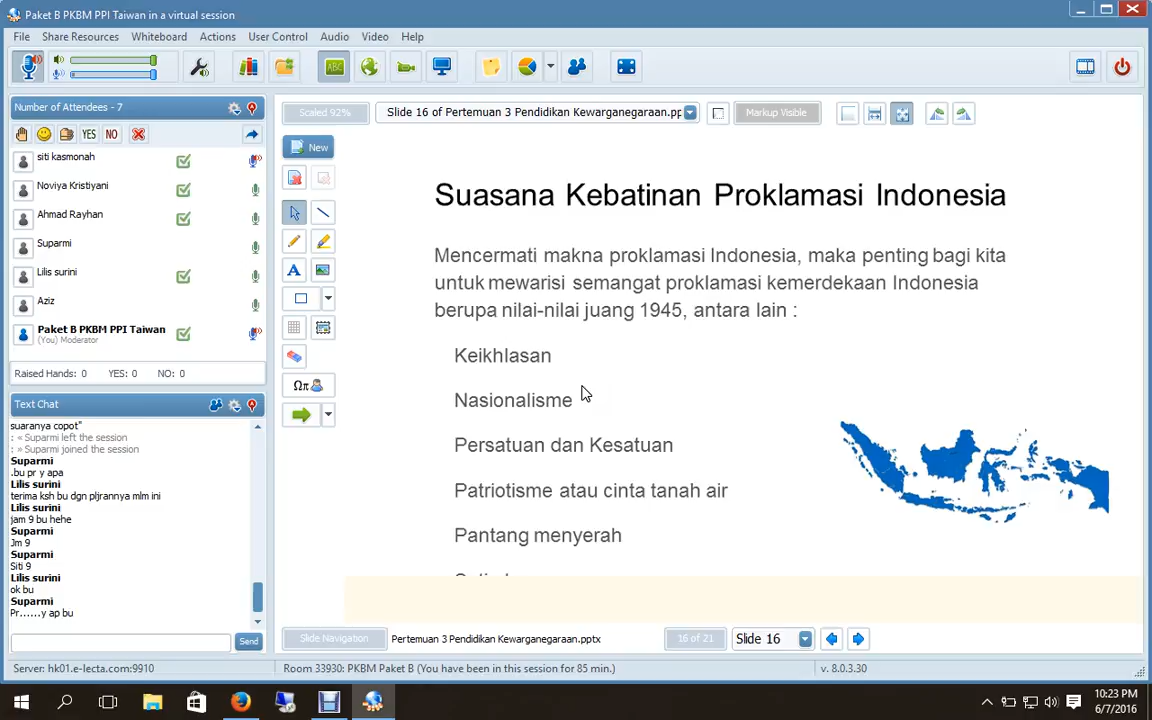 Paket B PKBM PPI Taiwan in a virtual session
File Share Resources Whiteboard Actions User Control Audio Video Help
ABC
Number of Attendees - 7
YES NO
siti kasmonah
Noviya Kristiyani
Ahmad Rayhan
Suparmi
Lilis surini
Aziz
Paket B PKBM PPI Taiwan
(You) Moderator
Raised Hands: 0 YES: 0 NO: 0
Text Chat
suaranya copot"
: « Suparmi left the session
: » Suparmi joined the session
Suparmi
.bu pr y apa
Lilis surini
terima ksh bu dgn pljrannya mlm ini
Lilis surini
jam 9 bu hehe
Suparmi
Jm 9
Suparmi
Siti 9
Lilis surini
ok bu
Suparmi
Pr......y ap bu
Send
Scaled 92%
Slide 16 of Pertemuan 3 Pendidikan Kewarganegaraan.pp
Markup Visible
New
A
Ωπ
Suasana Kebatinan Proklamasi Indonesia
Mencermati makna proklamasi Indonesia, maka penting bagi kita
untuk mewarisi semangat proklamasi kemerdekaan Indonesia
berupa nilai-nilai juang 1945, antara lain :
Keikhlasan
Nasionalisme
Persatuan dan Kesatuan
Patriotisme atau cinta tanah air
Pantang menyerah
Slide Navigation
Pertemuan 3 Pendidikan Kewarganegaraan.pptx
16 of 21
Slide 16
Server: hk01.e-lecta.com:9910
Room 33930: PKBM Paket B (You have been in this session for 85 min.)
v. 8.0.3.30
10:23 PM
6/7/2016